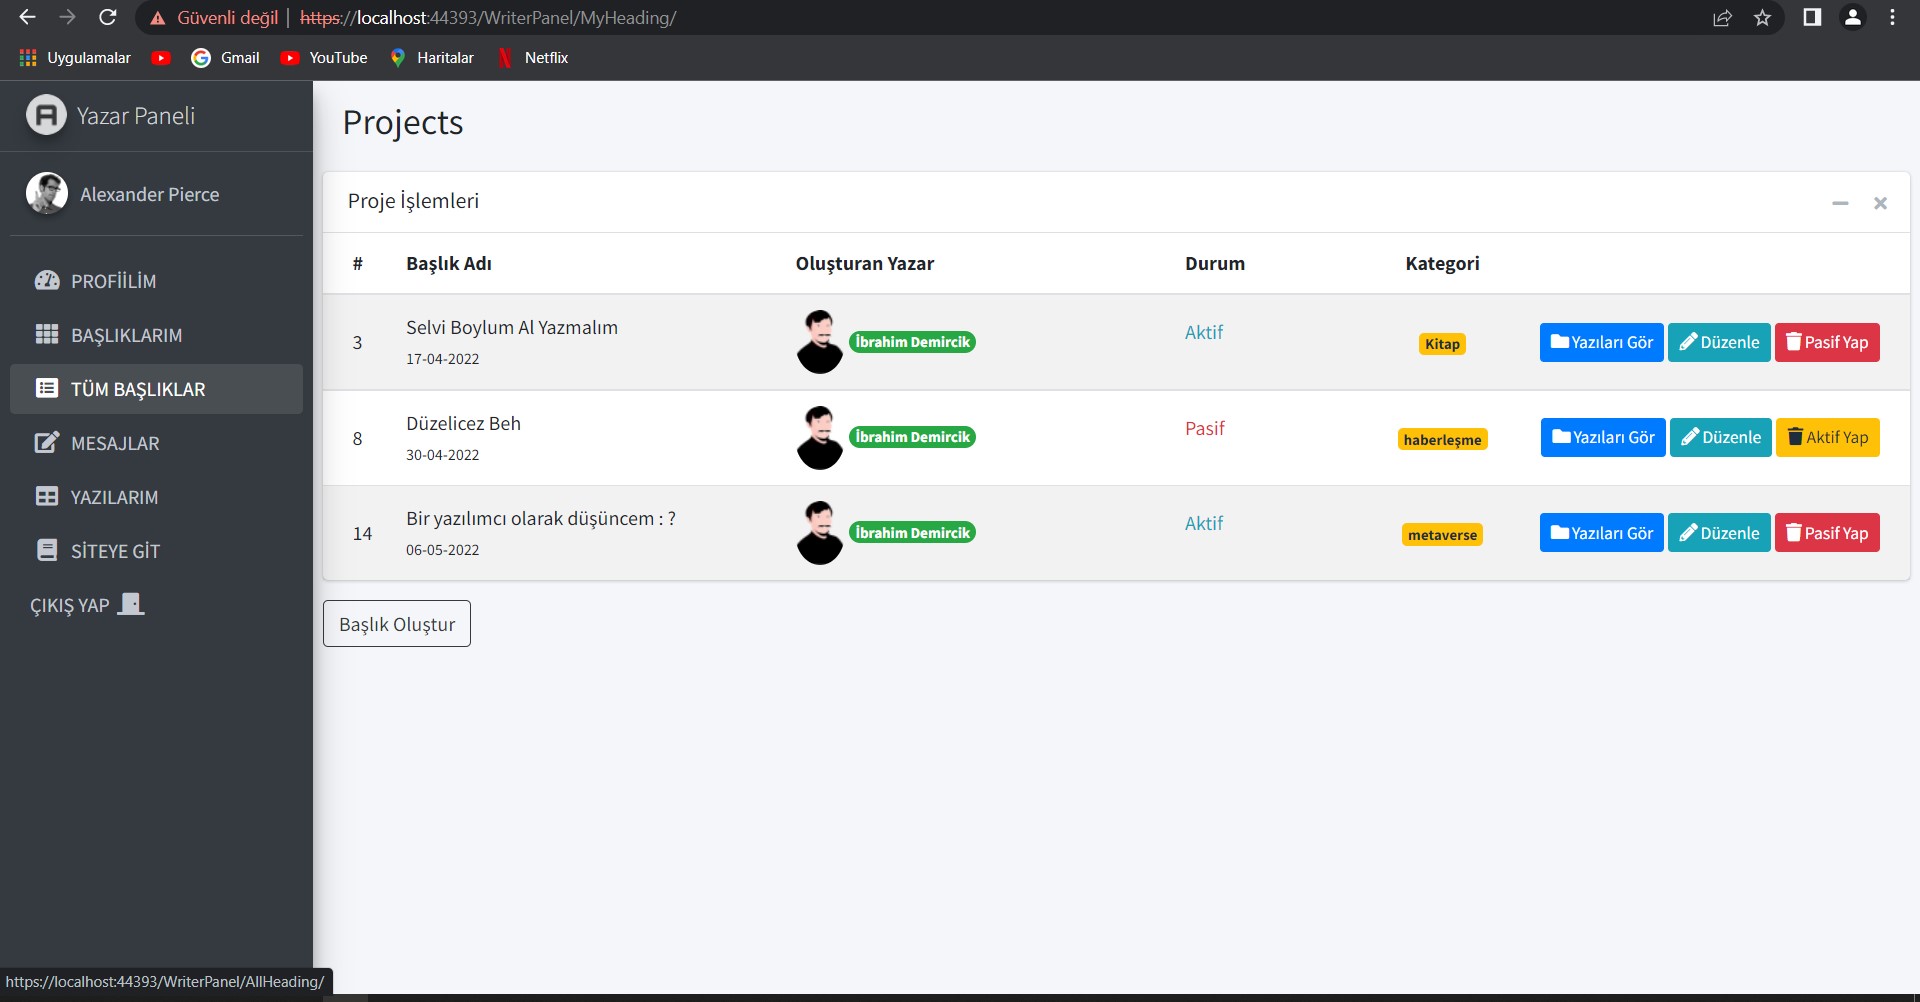 Güvenli değil | https://localhost:44393/WriterPanel/MyHeading/
Uygulamalar Gmail YouTube Haritalar Netflix
Yazar Paneli
Alexander Pierce
PROFİİLİM
BAŞLIKLARIM
TÜM BAŞLIKLAR
MESAJLAR
YAZILARIM
SİTEYE GİT
ÇIKIŞ YAP
Projects
Proje İşlemleri
# Başlık Adı Oluşturan Yazar Durum Kategori
3 Selvi Boylum Al Yazmalım İbrahim Demircik Aktif Kitap Yazıları Gör Düzenle Pasif Yap
17-04-2022
8 Düzelicez Beh İbrahim Demircik Pasif haberleşme Yazıları Gör Düzenle Aktif Yap
30-04-2022
14 Bir yazılımcı olarak düşüncem : ? İbrahim Demircik Aktif metaverse Yazıları Gör Düzenle Pasif Yap
06-05-2022
Başlık Oluştur
https://localhost:44393/WriterPanel/AllHeading/